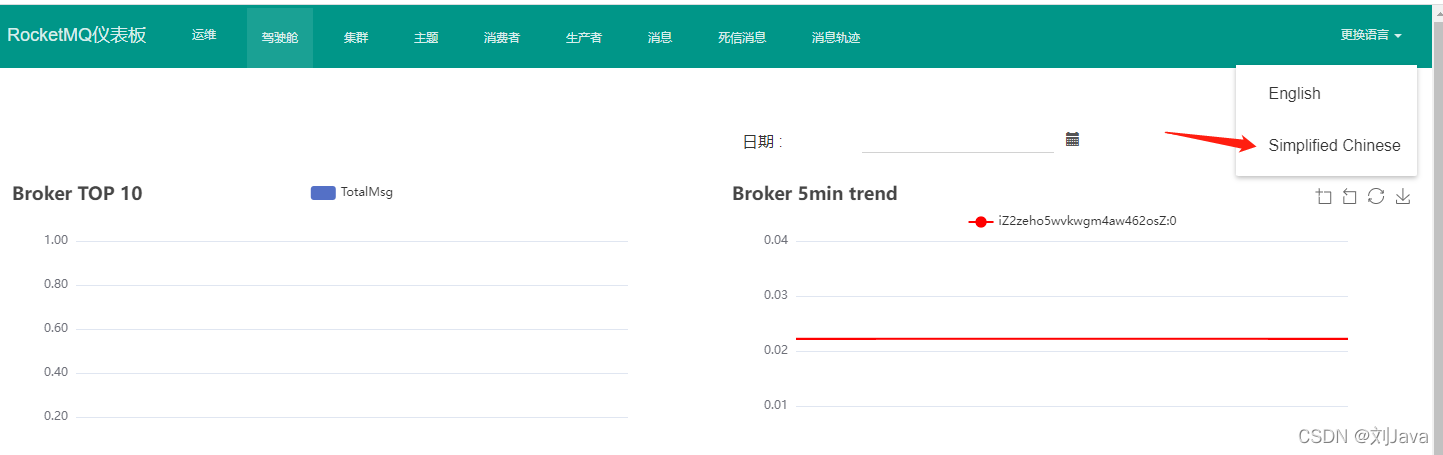 RocketMQ仪表板 运维 驾驶舱 集群 主题 消费者 生产者 消息 死信消息 消息轨迹 更换语言
English
Simplified Chinese
日期 :
Broker TOP 10
TotalMsg
1.00
0.80
0.60
0.40
0.20
Broker 5min trend
iZ2zeho5wvkwgm4aw462osZ:0
0.04
0.03
0.02
0.01
CSDN @刘Java